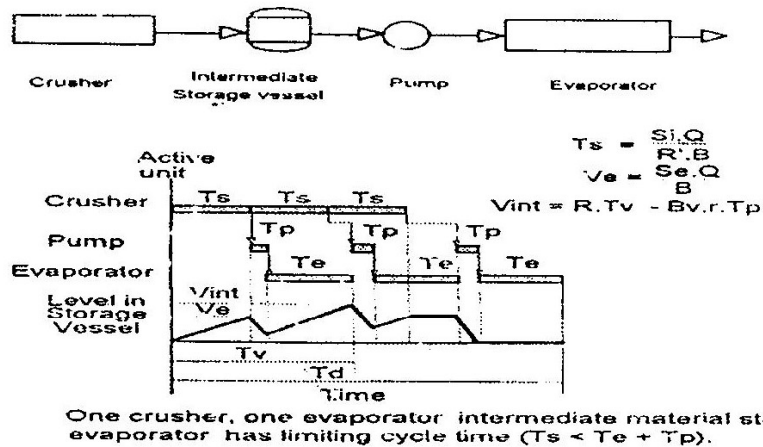 Crusher
Intermediate
Storage vessel
Pump
Evaporator
Ts = Si.Q
R'.B
Ve = Se.Q
B
Vint = R.Tv - Bv.r.Tp
Active
unit
Crusher Ts Ts Ts
Pump Tp Tp Tp
Evaporator Te Te Te
Level in
Storage
Vessel
Vint
Ve
Tv
Td
Time
One crusher, one evaporator intermediate material st
evaporator has limiting cycle time (Ts < Te + Tp).